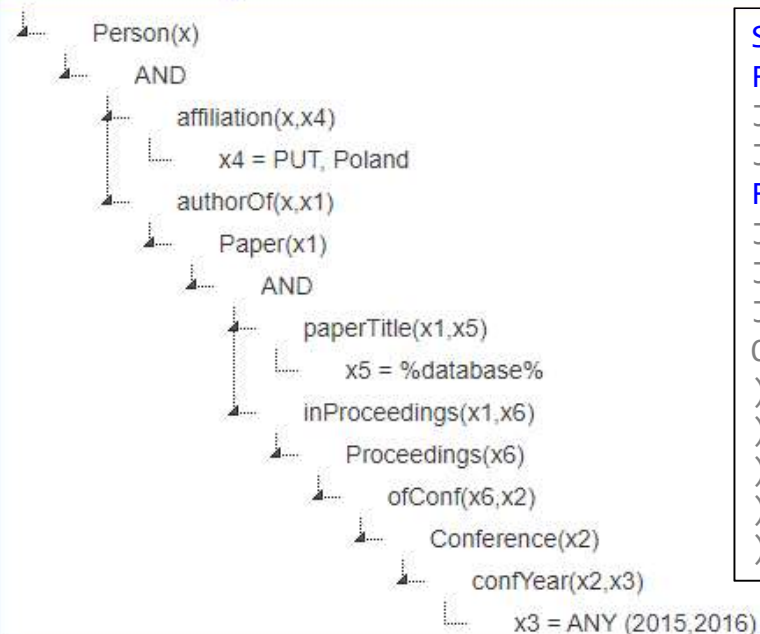 Person(x)
AND
affiliation(x,x4)
x4 = PUT, Poland
authorOf(x,x1)
Paper(x1)
AND
paperTitle(x1,x5)
x5 = %database%
inProceedings(x1,x6)
Proceedings(x6)
ofConf(x6,x2)
Conference(x2)
confYear(x2,x3)
x3 = ANY (2015,2016)